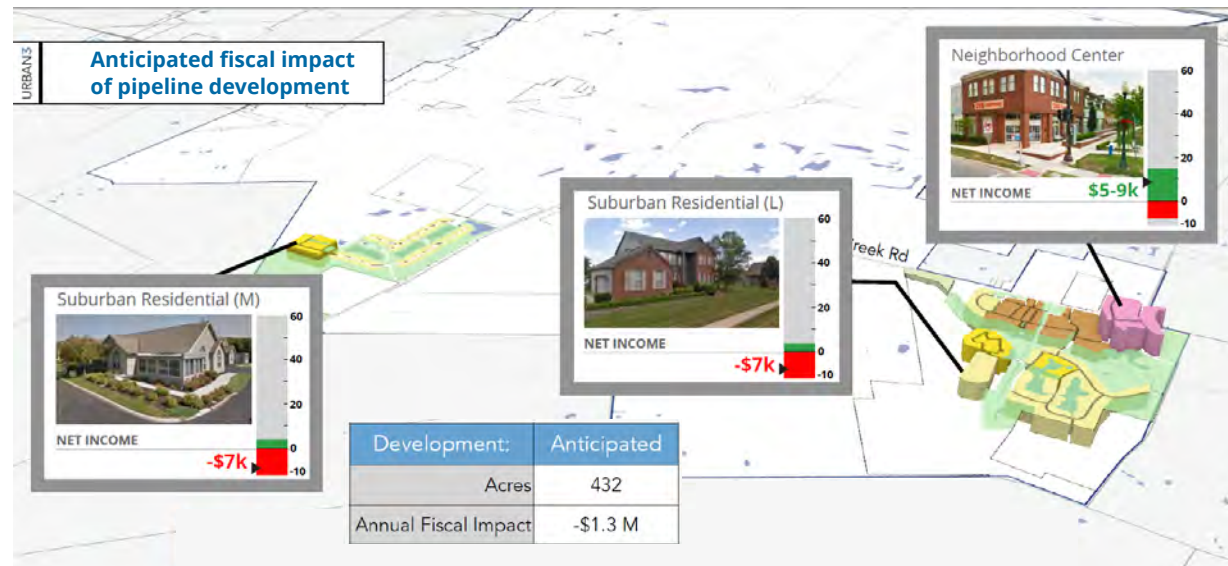 URBAN3
Anticipated fiscal impact
of pipeline development
Neighborhood Center
60
40
20
0
-10
NET INCOME
$5-9k
Suburban Residential (L)
60
40
20
0
-10
NET INCOME
-$7k
reek Rd
Suburban Residential (M)
60
40
20
0
-10
NET INCOME
-$7k
Development: Anticipated
Acres 432
Annual Fiscal Impact -$1.3 M